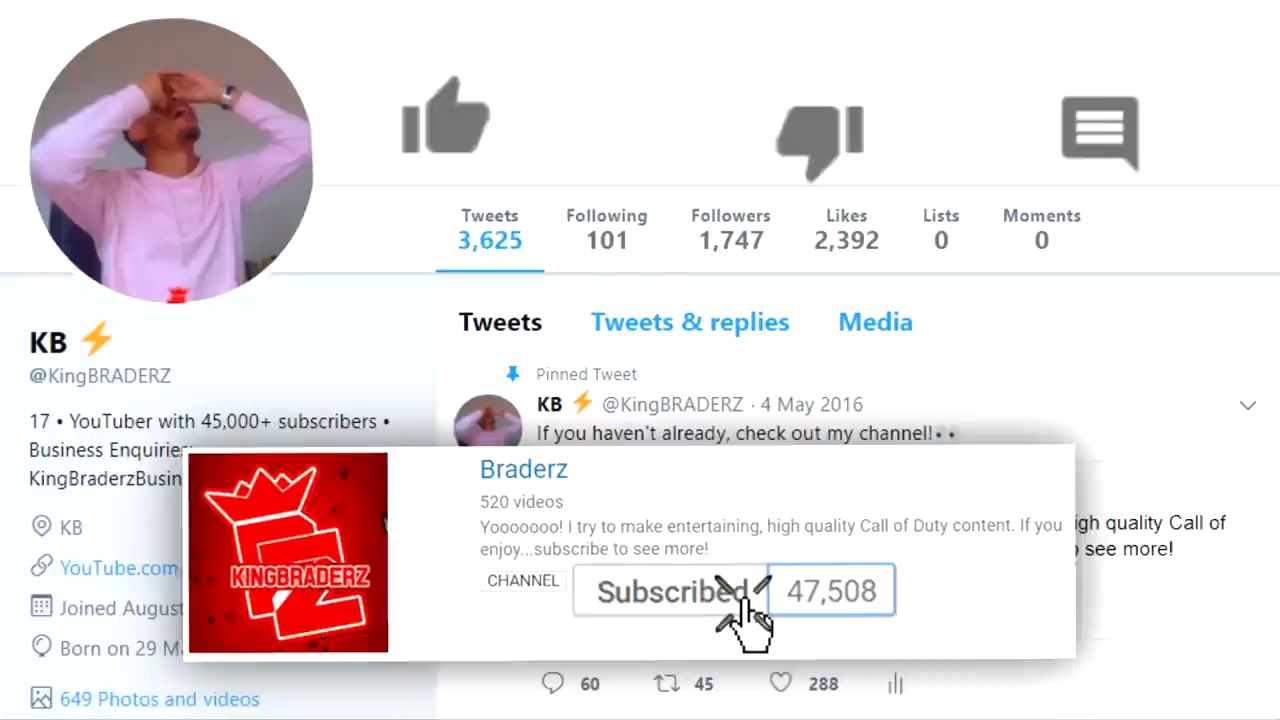 Tweets Following Followers Likes Lists Moments
3,625 101 1,747 2,392 0 0
Tweets Tweets & replies Media
Pinned Tweet
KB ⚡ @KingBRADERZ · 4 May 2016
If you haven't already, check out my channel!
KB ⚡
@KingBRADERZ
17 • YouTuber with 45,000+ subscribers •
Business Enquiries
KingBraderzBusin
KB
YouTube.com
Joined August
Born on 29 M
649 Photos and videos
KINGBRADERZ
Braderz
520 videos
Yooooooo! I try to make entertaining, high quality Call of Duty content. If you
enjoy...subscribe to see more!
CHANNEL
Subscribed 47,508
igh quality Call of
see more!
60 45 288